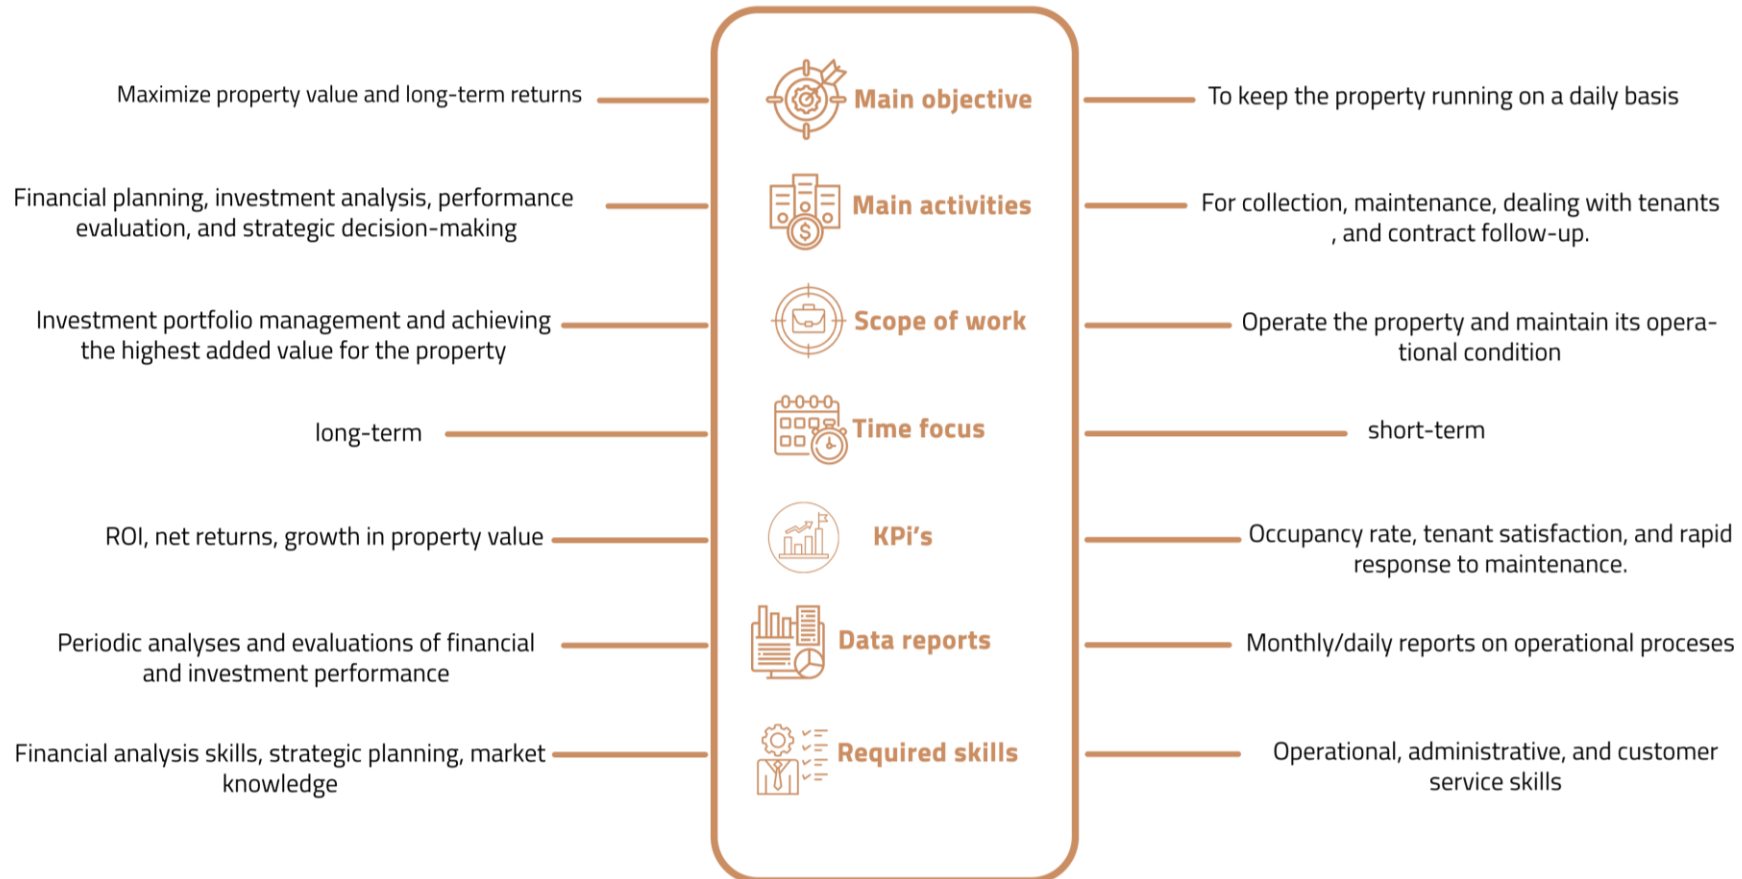 Maximize property value and long-term returns
Main objective
To keep the property running on a daily basis
Financial planning, investment analysis, performance
evaluation, and strategic decision-making
Main activities
For collection, maintenance, dealing with tenants
, and contract follow-up.
Investment portfolio management and achieving
the highest added value for the property
Scope of work
Operate the property and maintain its opera-
tional condition
long-term
Time focus
short-term
ROI, net returns, growth in property value
KPi's
Occupancy rate, tenant satisfaction, and rapid
response to maintenance.
Periodic analyses and evaluations of financial
and investment performance
Data reports
Monthly/daily reports on operational proceses
Financial analysis skills, strategic planning, market
knowledge
Required skills
Operational, administrative, and customer
service skills